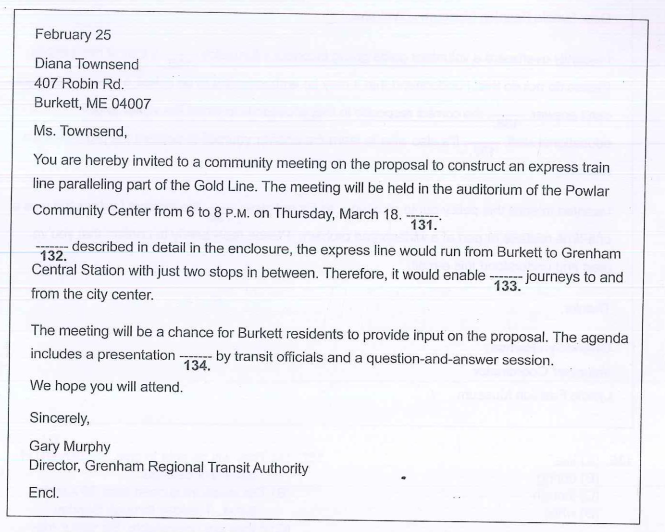 February 25
Diana Townsend
407 Robin Rd.
Burkett, ME 04007
Ms. Townsend,
You are hereby invited to a community meeting on the proposal to construct an express train
line paralleling part of the Gold Line. The meeting will be held in the auditorium of the Powlar
Community Center from 6 to 8 P.M. on Thursday, March 18. -------
131.
------- described in detail in the enclosure, the express line would run from Burkett to Grenham
132.
Central Station with just two stops in between. Therefore, it would enable ------- journeys to and
133.
from the city center.
The meeting will be a chance for Burkett residents to provide input on the proposal. The agenda
includes a presentation ------- by transit officials and a question-and-answer session.
134.
We hope you will attend.
Sincerely,
Gary Murphy
Director, Grenham Regional Transit Authority
Encl.